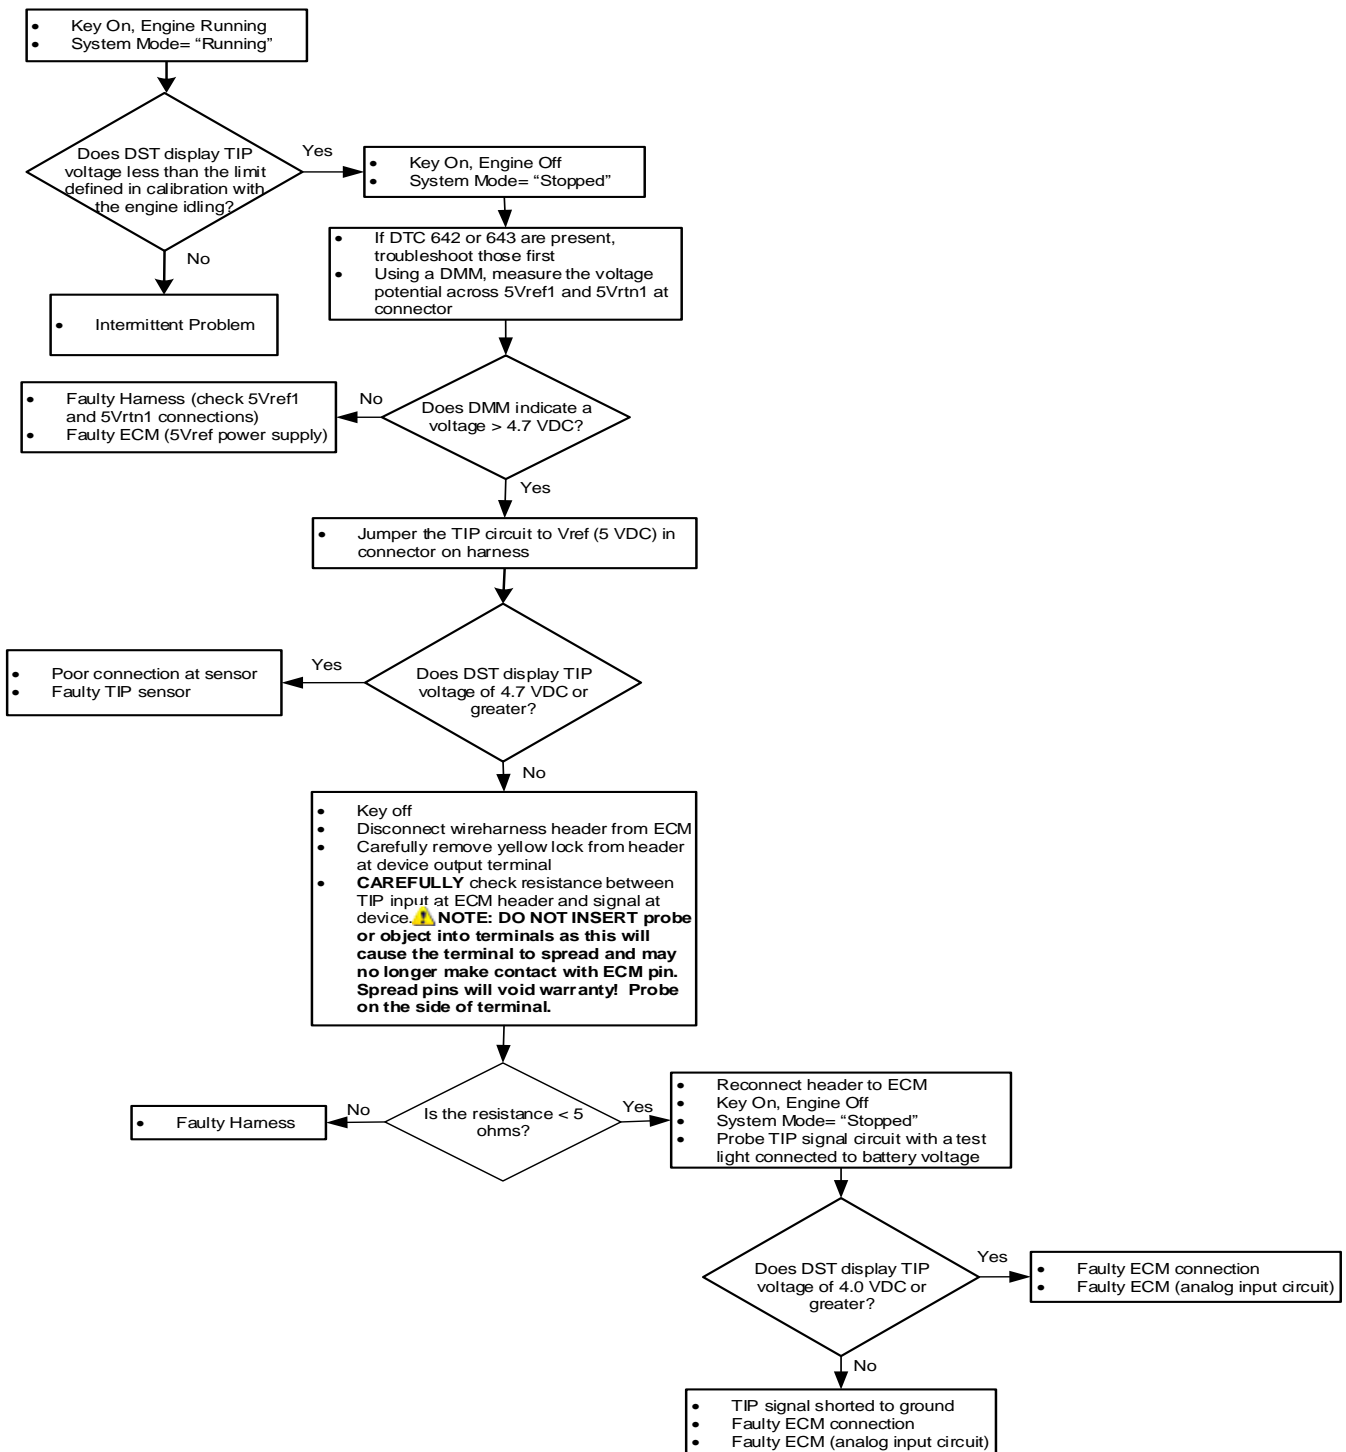 • Key On, Engine Running
• System Mode= “Running”
Does DST display TIP
voltage less than the limit
defined in calibration with
the engine idling?
Yes
• Key On, Engine Off
• System Mode= “Stopped”
No
• Intermittent Problem
• If DTC 642 or 643 are present,
troubleshoot those first
• Using a DMM, measure the voltage
potential across 5Vref1 and 5Vrtn1 at
connector
Does DMM indicate a
voltage > 4.7 VDC?
No
• Faulty Harness (check 5Vref1
and 5Vrtn1 connections)
• Faulty ECM (5Vref power supply)
Yes
• Jumper the TIP circuit to Vref (5 VDC) in
connector on harness
Does DST display TIP
voltage of 4.7 VDC or
greater?
Yes
• Poor connection at sensor
• Faulty TIP sensor
No
• Key off
• Disconnect wireharness header from ECM
• Carefully remove yellow lock from header
at device output terminal
• CAREFULLY check resistance between
TIP input at ECM header and signal at
device. NOTE: DO NOT INSERT probe
or object into terminals as this will
cause the terminal to spread and may
no longer make contact with ECM pin.
Spread pins will void warranty! Probe
on the side of terminal.
Is the resistance < 5
ohms?
No
• Faulty Harness
Yes
• Reconnect header to ECM
• Key On, Engine Off
• System Mode= “Stopped”
• Probe TIP signal circuit with a test
light connected to battery voltage
Does DST display TIP
voltage of 4.0 VDC or
greater?
Yes
• Faulty ECM connection
• Faulty ECM (analog input circuit)
No
• TIP signal shorted to ground
• Faulty ECM connection
• Faulty ECM (analog input circuit)